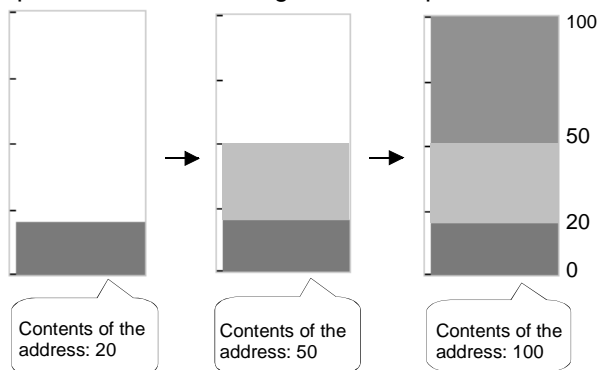 100
50
20
0
Contents of the
address: 20
Contents of the
address: 50
Contents of the
address: 100